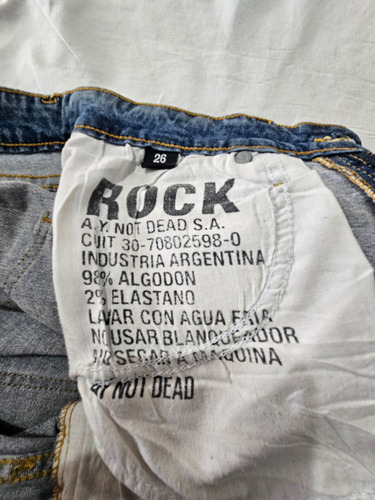 26
ROCK
A.Y. NOT DEAD S.A.
CUIT 30-70802598-0
INDUSTRIA ARGENTINA
98% ALGODON
2% ELASTANO
LAVAR CON AGUA FRIA
NO USAR BLANQUEADOR
NO SECAR A MAQUINA
AY NOT DEAD